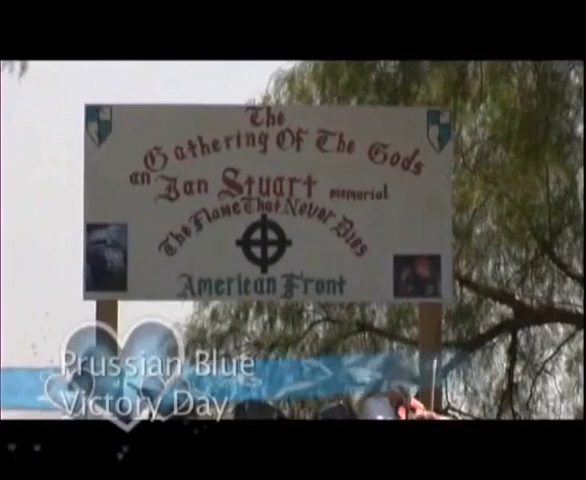 The
Gathering Of The Gods
an Ian Stuart memorial
The Flame That Never Dies
American Front
Prussian Blue
Victory Day